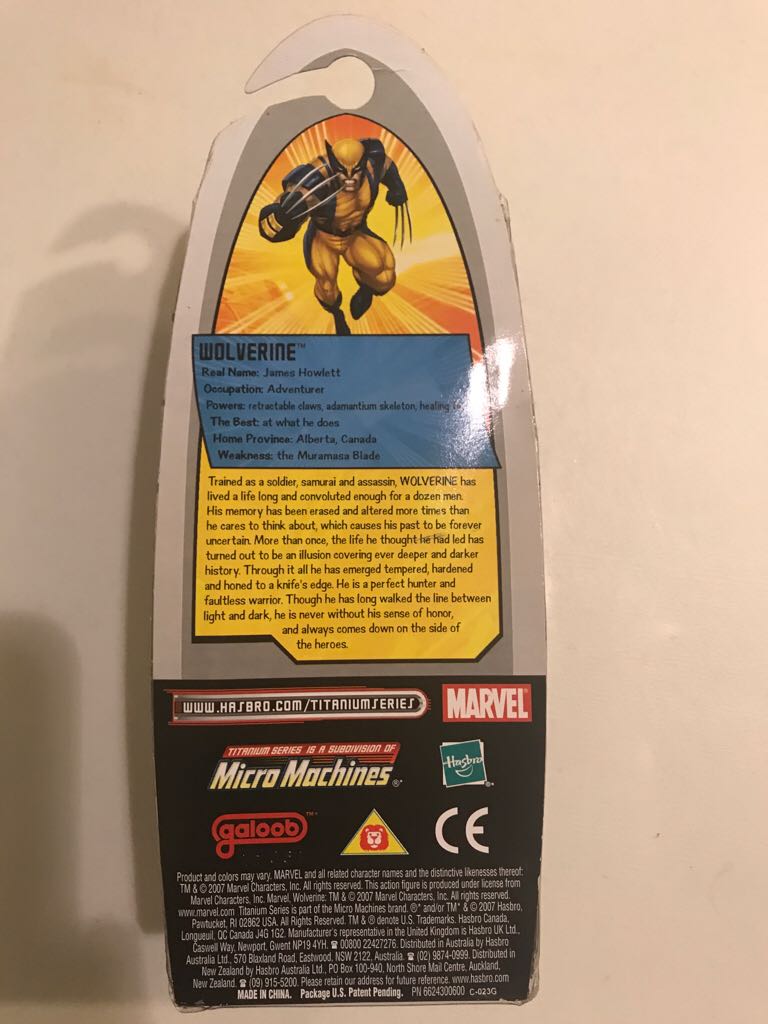 WOLVERINE™
Real Name: James Howlett
Occupation: Adventurer
Powers: retractable claws, adamantium skeleton, healing
The Best: at what he does
Home Province: Alberta, Canada
Weakness: the Muramasa Blade
Trained as a soldier, samurai and assassin, WOLVERINE has
lived a life long and convoluted enough for a dozen men.
His memory has been erased and altered more times than
he cares to think about, which causes his past to be forever
uncertain. More than once, the life he thought he had led has
turned out to be an illusion covering ever deeper and darker
history. Through it all he has emerged tempered, hardened
and honed to a knife's edge. He is a perfect hunter and
faultless warrior. Though he has long walked the line between
light and dark, he is never without his sense of honor,
and always comes down on the side of
the heroes.
WWW.HASBRO.COM/TITANIUMSERIES
MARVEL
TITANIUM SERIES IS A SUBDIVISION OF
Micro Machines®*
Hasbro®*
galoob™*
CE
Product and colors may vary. MARVEL and all related character names and the distinctive likenesses thereof:
TM & © 2007 Marvel Characters, Inc. All rights reserved. This action figure is produced under license from
Marvel Characters, Inc. Marvel, Wolverine: TM & © 2007 Marvel Characters, Inc. All rights reserved.
www.marvel.com Titanium Series is part of the Micro Machines brand. ®* and/or TM* & © 2007 Hasbro,
Pawtucket, RI 02862 USA. All Rights Reserved. TM & ® denote U.S. Trademarks. Hasbro Canada,
Longueuil, QC Canada J4G 1G2. Manufacturer's representative in the United Kingdom is Hasbro UK Ltd.,
Caswell Way, Newport, Gwent NP19 4YH. ☎ 00800 22427276. Distributed in Australia by Hasbro
Australia Ltd., 570 Blaxland Road, Eastwood, NSW 2122, Australia. ☎ (02) 9874-0999. Distributed in
New Zealand by Hasbro Australia Ltd., PO Box 100-940, North Shore Mail Centre, Auckland,
New Zealand. ☎ (09) 915-5200. Please retain our address for future reference. www.hasbro.com
MADE IN CHINA. Package U.S. Patent Pending. PN 6624300600 C-023G